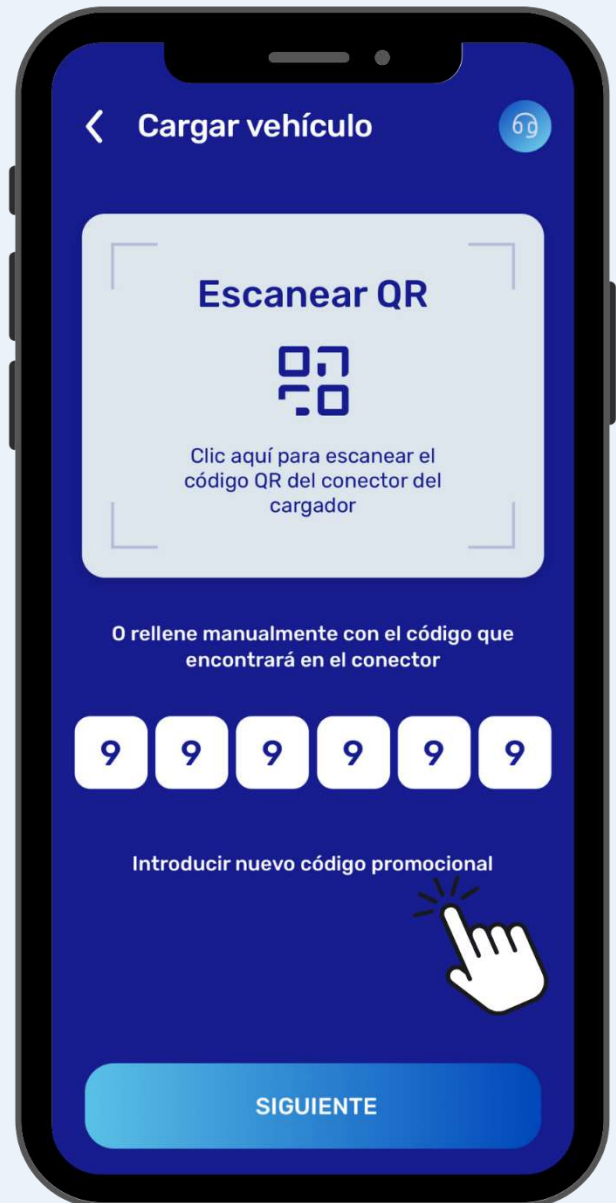 Cargar vehículo
Escanear QR
Clic aquí para escanear el
código QR del conector del
cargador
O rellene manualmente con el código que
encontrará en el conector
9 9 9 9 9 9
Introducir nuevo código promocional
SIGUIENTE